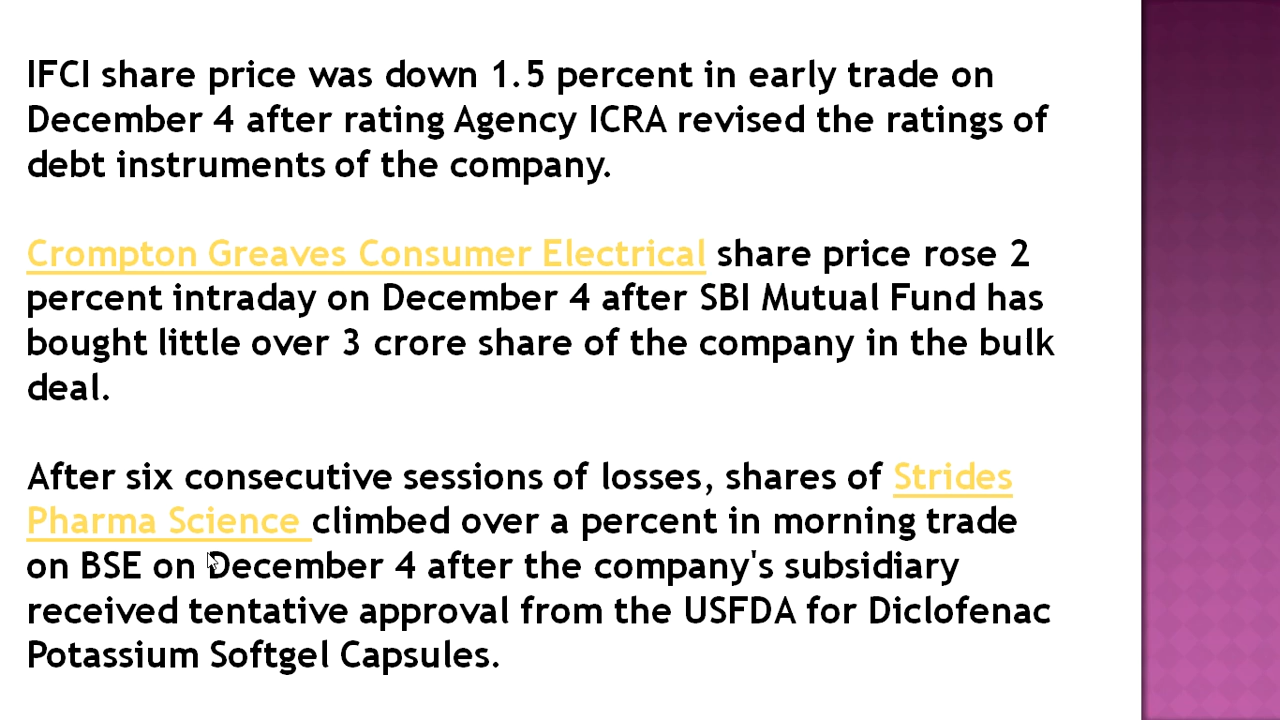 IFCI share price was down 1.5 percent in early trade on
December 4 after rating Agency ICRA revised the ratings of
debt instruments of the company.
Crompton Greaves Consumer Electrical share price rose 2
percent intraday on December 4 after SBI Mutual Fund has
bought little over 3 crore share of the company in the bulk
deal.
After six consecutive sessions of losses, shares of Strides
Pharma Science climbed over a percent in morning trade
on BSE on December 4 after the company's subsidiary
received tentative approval from the USFDA for Diclofenac
Potassium Softgel Capsules.